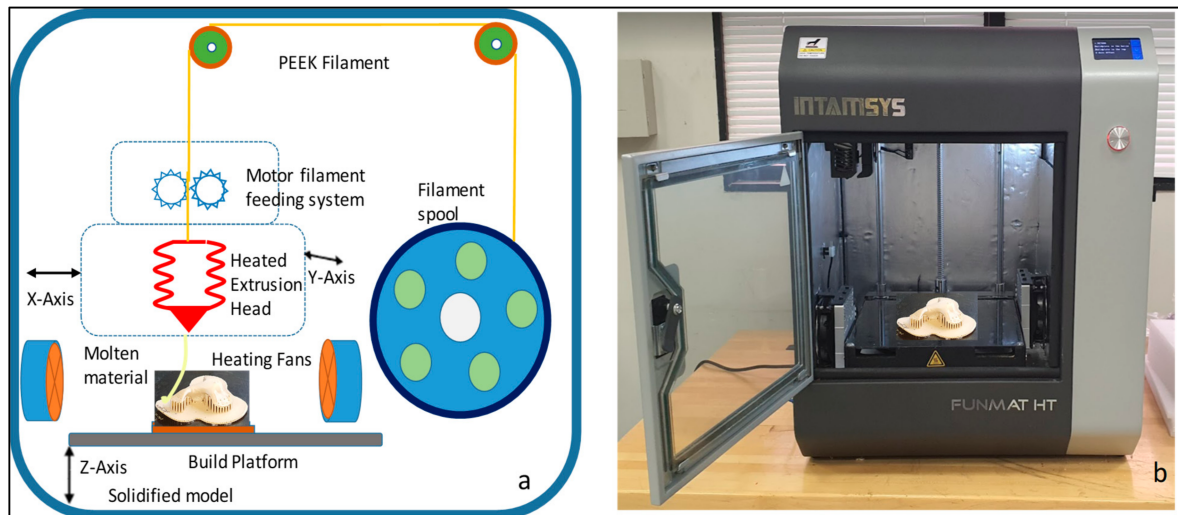 PEEK Filament
Motor filament
feeding system
Filament
spool
Heated
Extrusion
Head
Y-Axis
X-Axis
Molten
material
Heating Fans
Build Platform
Z-Axis
Solidified model
a
INTAMSYS
FUNMAT HT
b